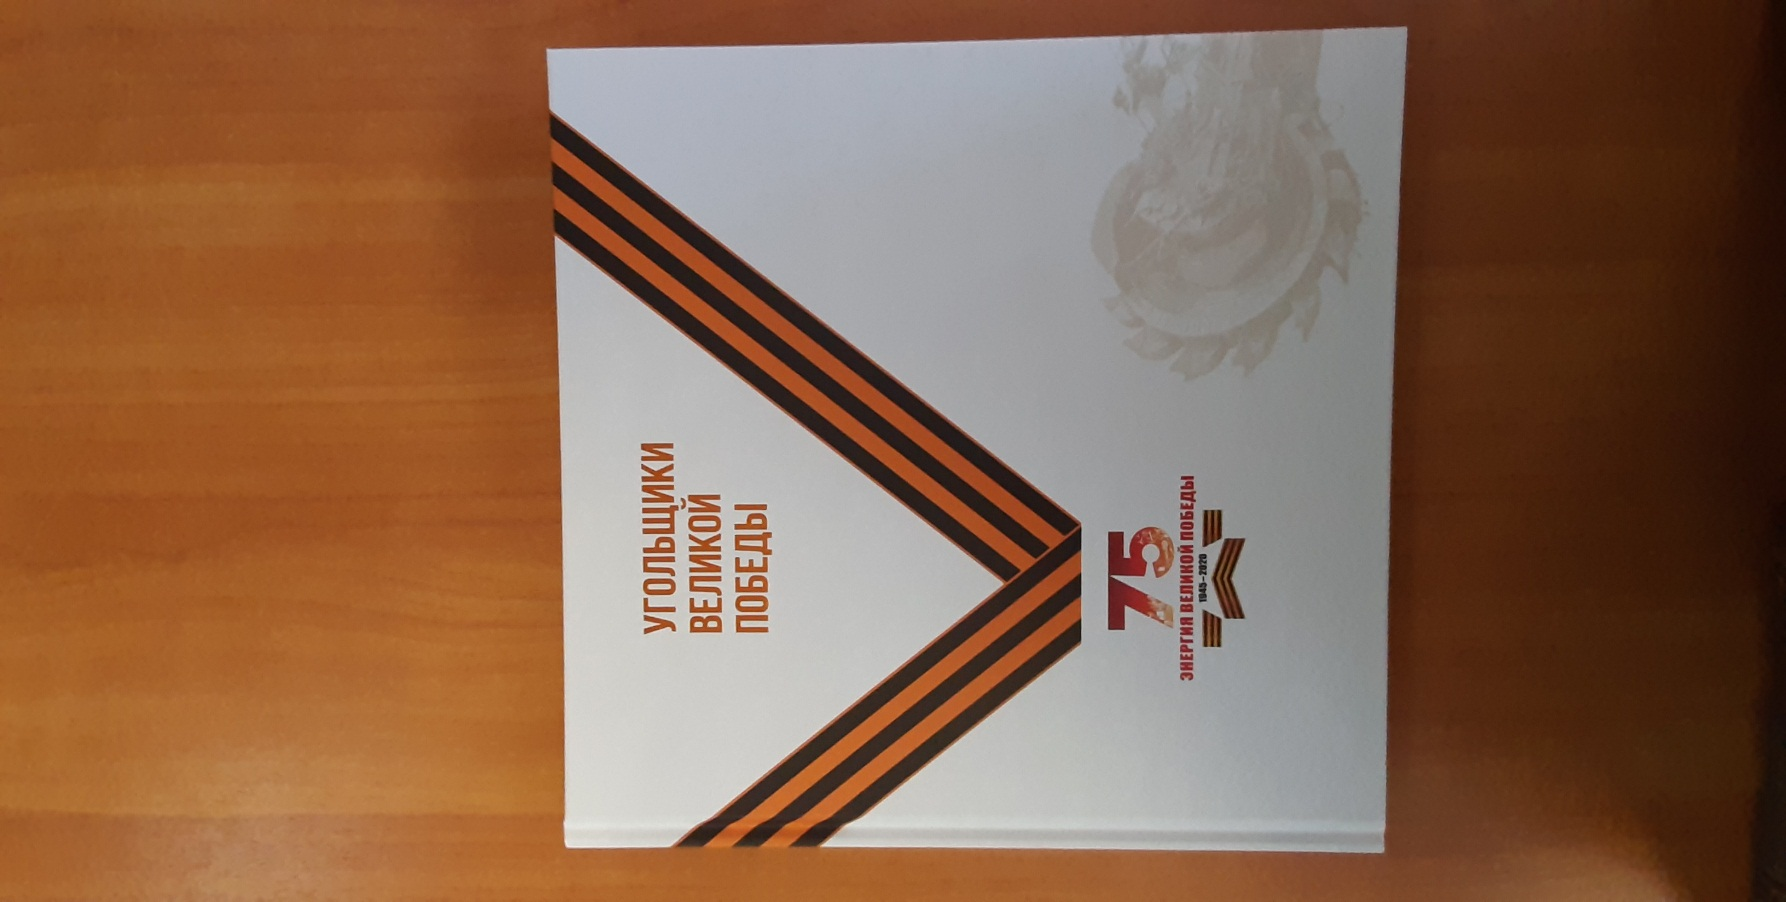 УГОЛЬЩИКИ
ВЕЛИКОЙ
ПОБЕДЫ
75
ЭНЕРГИЯ ВЕЛИКОЙ ПОБЕДЫ
1945–2020